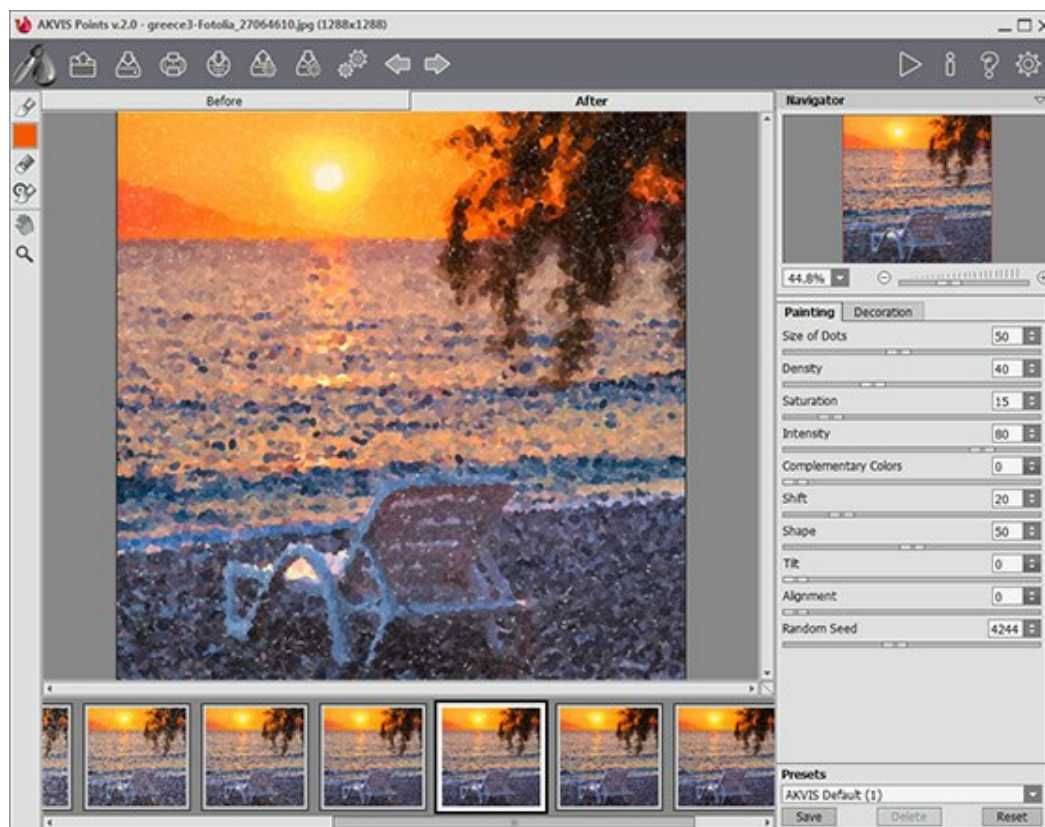 AKVIS Points v.2.0 - greece3-Fotolia_27064610.jpg (1288x1288)
Before
After
Navigator
44.8%
Painting
Decoration
Size of Dots 50
Density 40
Saturation 15
Intensity 80
Complementary Colors 0
Shift 20
Shape 50
Tilt 0
Alignment 0
Random Seed 4244
Presets
AKVIS Default (1)
Save
Delete
Reset